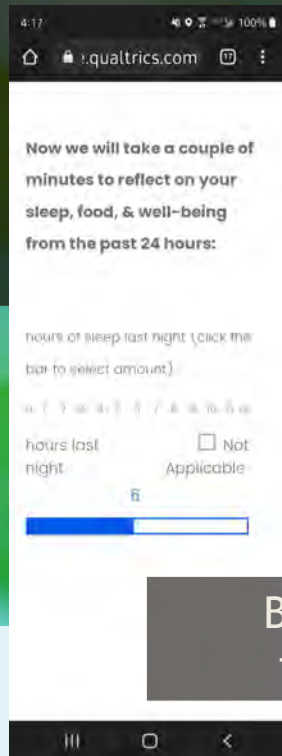 4:17
100%
:.qualtrics.com
17
Now we will take a couple of
minutes to reflect on your
sleep, food, & well-being
from the past 24 hours:
hours of sleep last night (click the
bar to select amount)
hours last
night
Not
Applicable
6
B